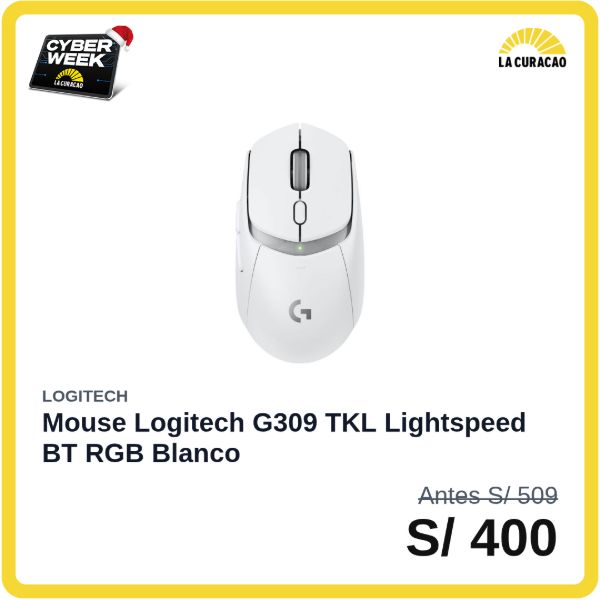 CYBER
WEEK
LA CURACAO
LA CURACAO
G
LOGITECH
Mouse Logitech G309 TKL Lightspeed
BT RGB Blanco
Antes S/ 509
S/ 400